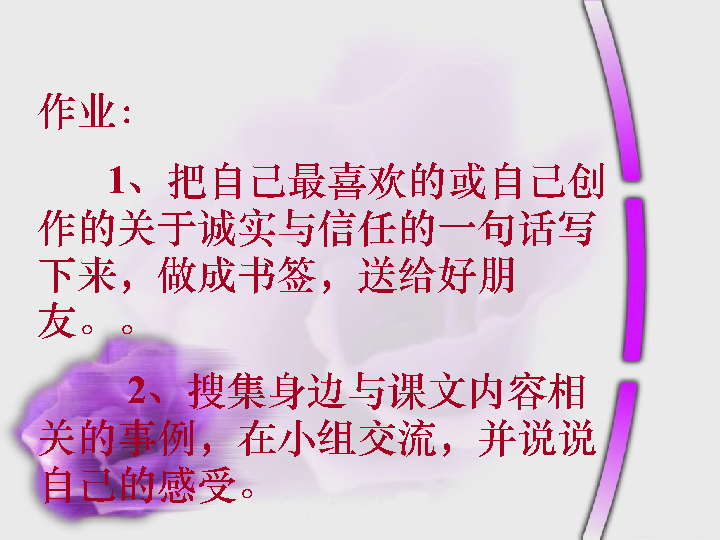 作业：
1、把自己最喜欢的或自己创
作的关于诚实与信任的一句话写
下来，做成书签，送给好朋
友。。
2、搜集身边与课文内容相
关的事例，在小组交流，并说说
自己的感受。